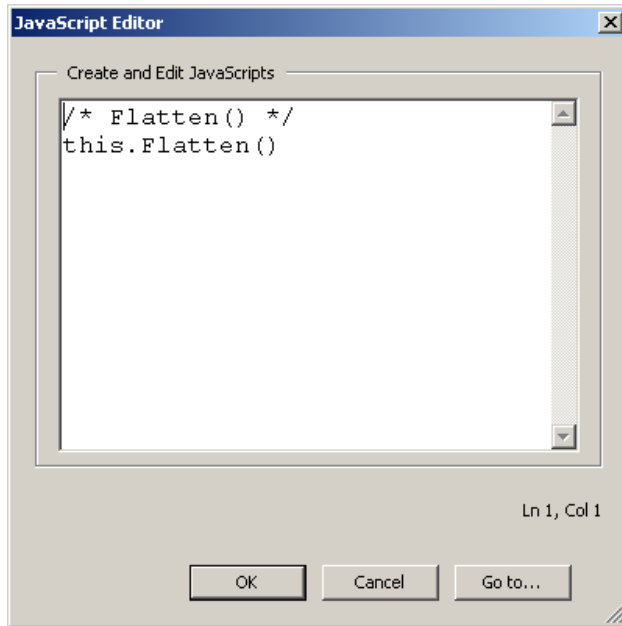 JavaScript Editor
Create and Edit JavaScripts
/* Flatten() */
this.Flatten()
Ln 1, Col 1
OK Cancel Go to...